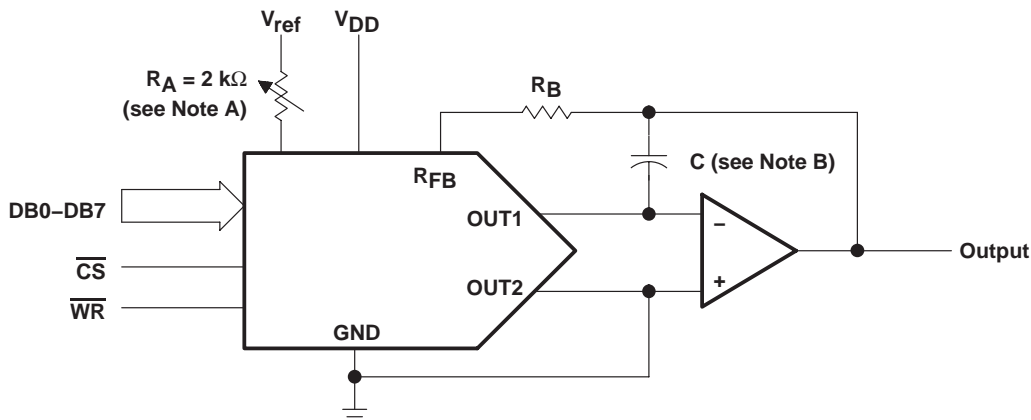 Vref
VDD
RA = 2 kΩ
(see Note A)
RB
C (see Note B)
RFB
DB0–DB7
OUT1
–
Output
CS
OUT2
+
WR
GND